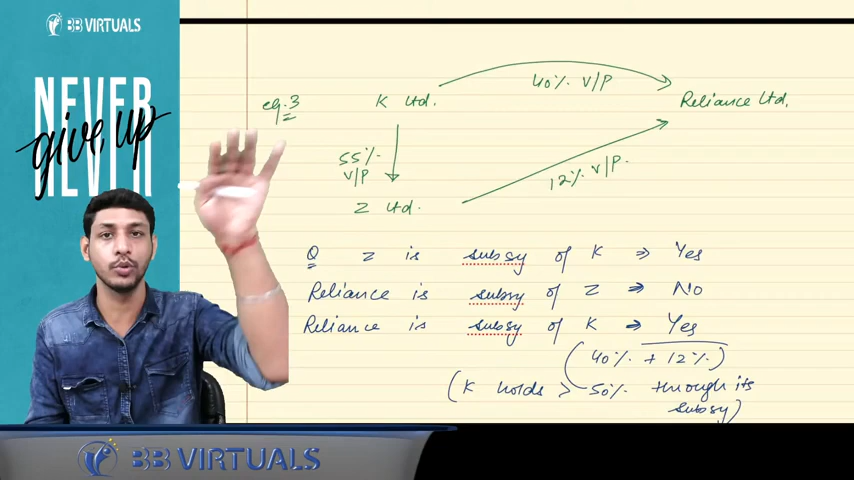 BB VIRTUALS
NEVER
give up
NEVER
eg. 3
K Ltd.
40% V/P
Reliance Ltd.
55%
V/P
12% V/P.
Z Ltd.
Q Z is subsy of K ⇒ Yes
Reliance is subsy of Z ⇒ No
Reliance is subsy of K ⇒ Yes
(40% + 12%)
(K holds > 50% through its
subsy)
BB VIRTUALS